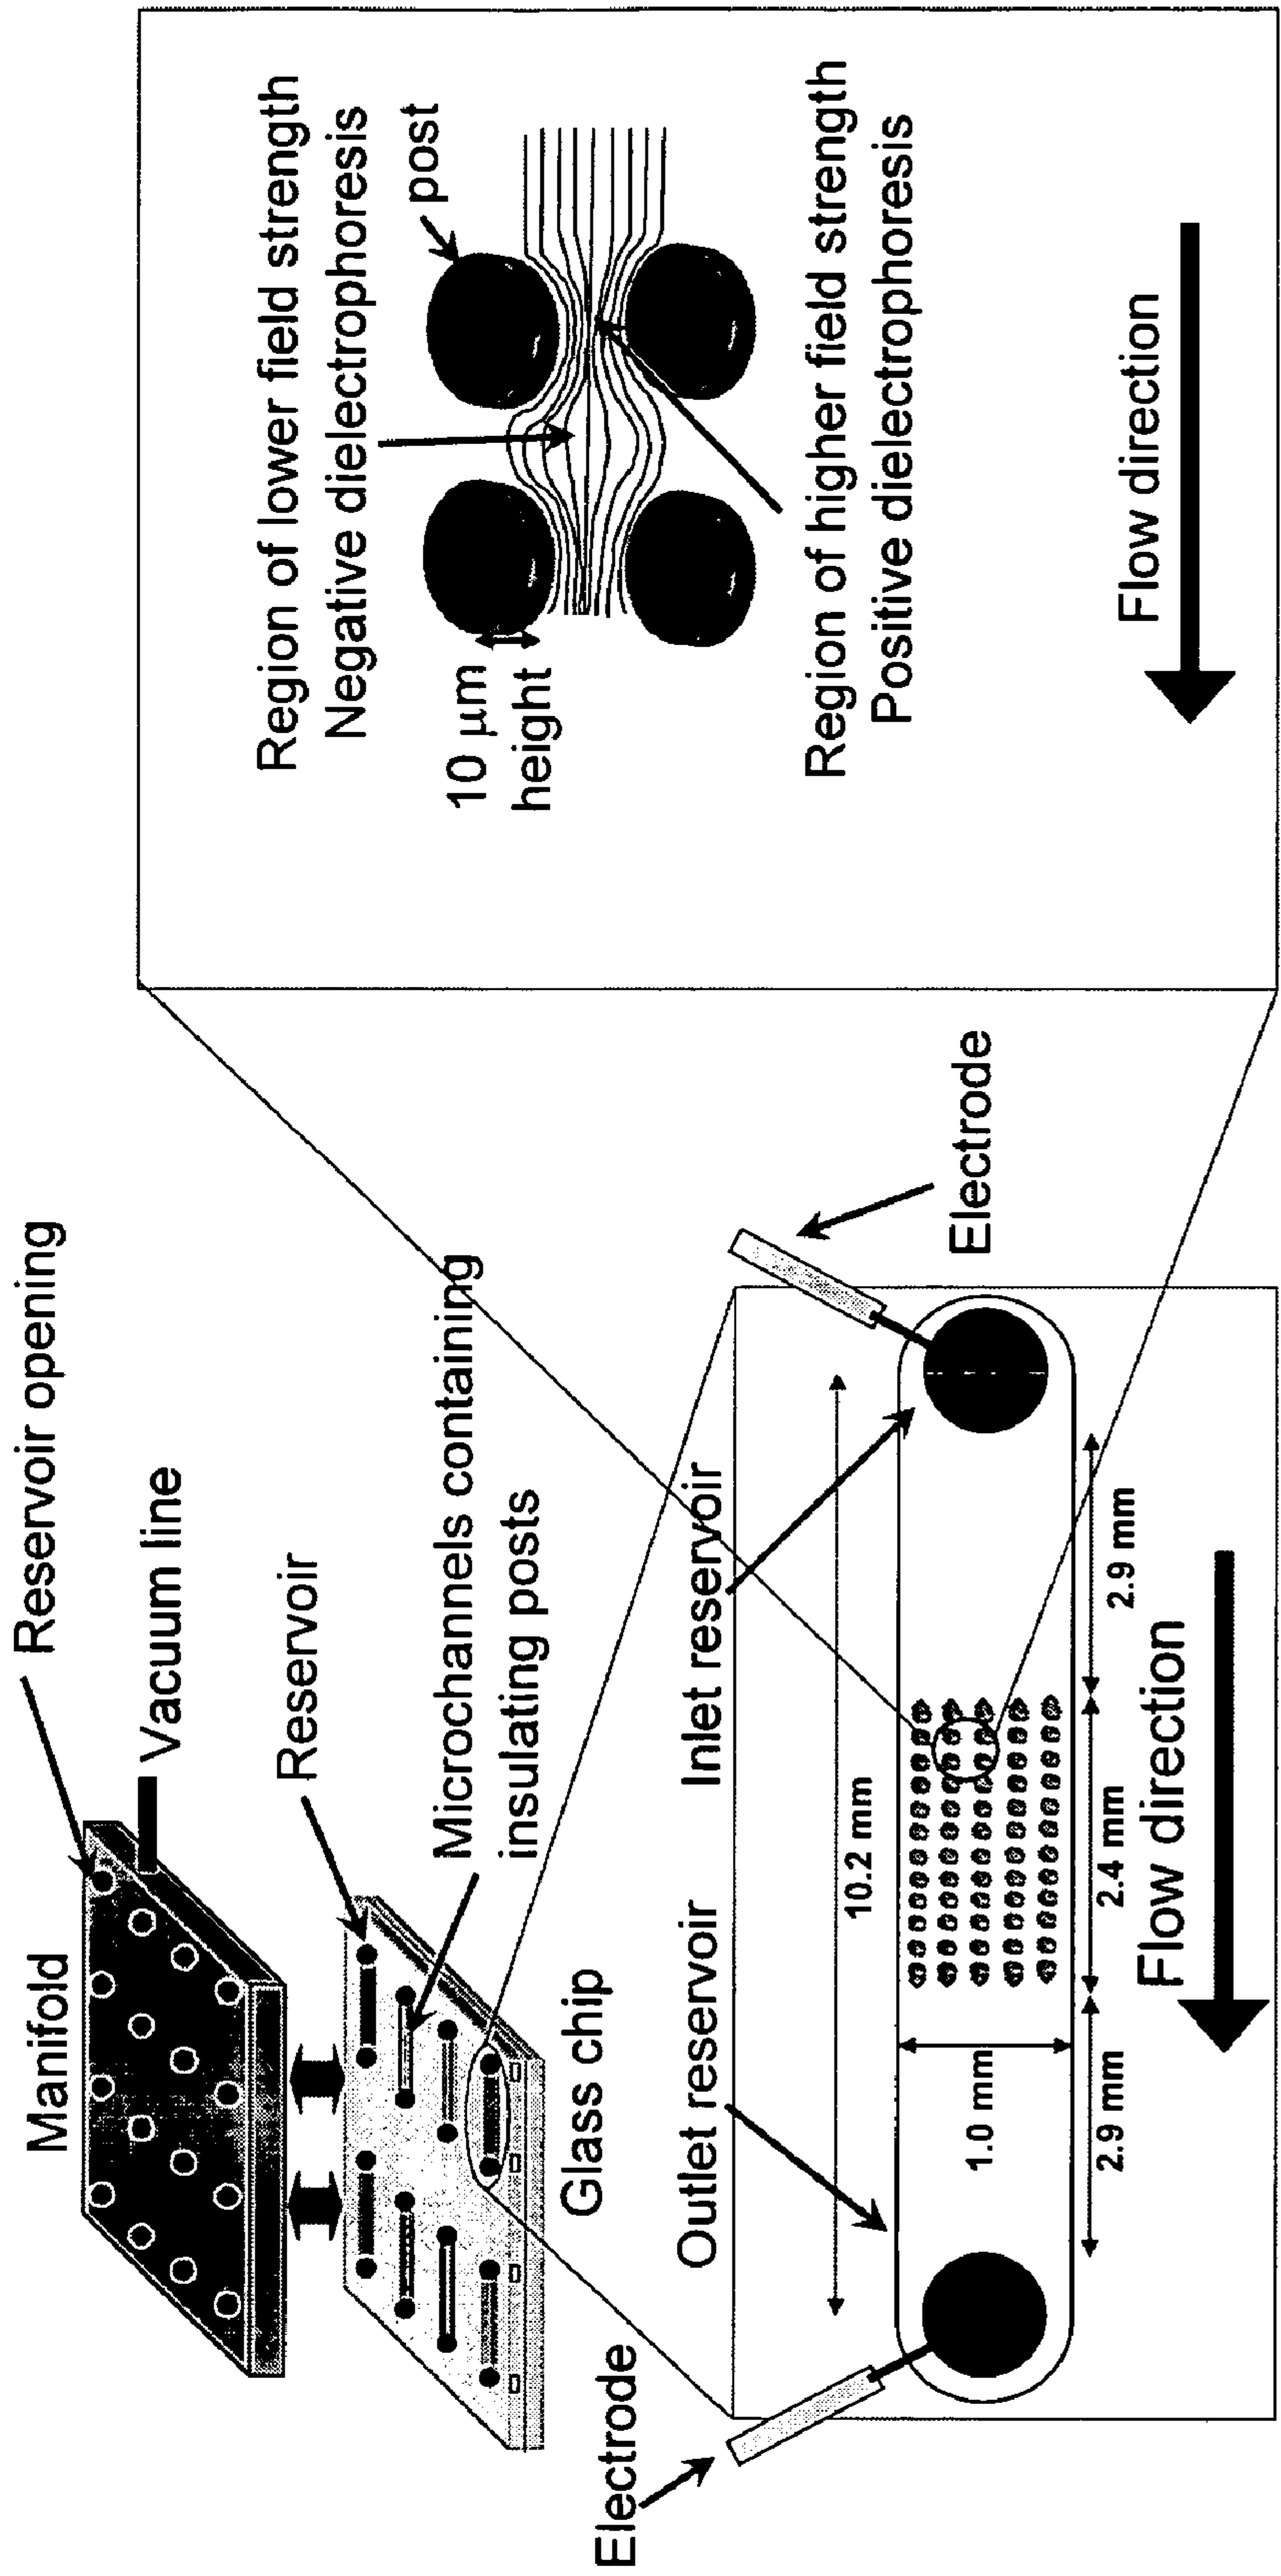 Manifold
Reservoir opening
Vacuum line
Reservoir
Microchannels containing
insulating posts
Glass chip
Electrode
Outlet reservoir
Inlet reservoir
Electrode
10.2 mm
1.0 mm
2.9 mm
2.4 mm
2.9 mm
Flow direction
Region of lower field strength
Negative dielectrophoresis
post
10 μm
height
Region of higher field strength
Positive dielectrophoresis
Flow direction